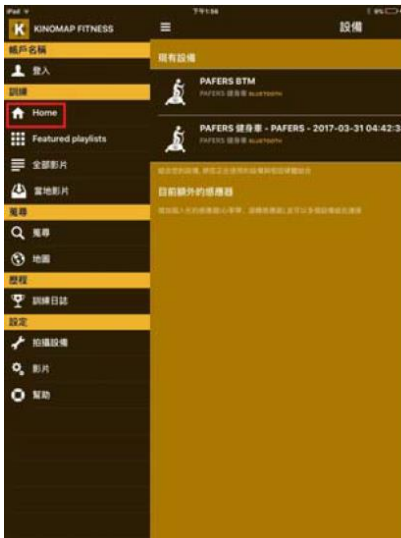 iPad
下午1:56
8%
KINOMAP FITNESS
設備
帳戶名稱
登入
訓練
Home
Featured playlists
全部影片
當地影片
蒐尋
蒐尋
地圖
歷程
訓練日誌
設定
拍攝設備
影片
幫助
現有設備
PAFERS BTM
PAFERS 健身車 BLUETOOTH
PAFERS 健身車 - PAFERS - 2017-03-31 04:42:3
PAFERS 健身車 BLUETOOTH
目前額外的感應器